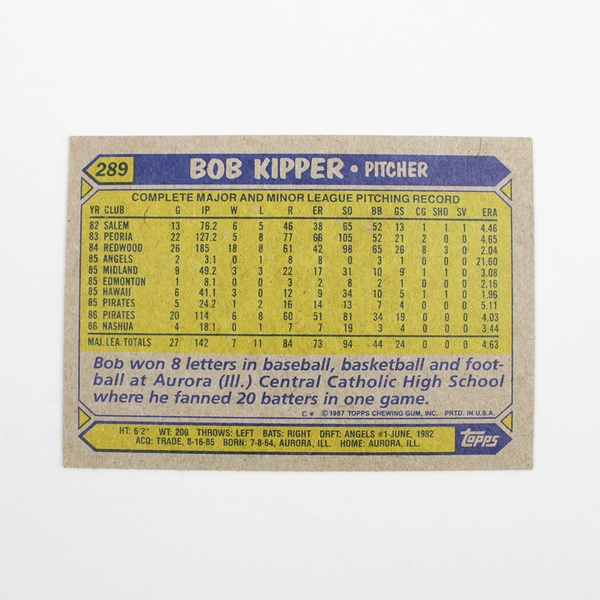 289 BOB KIPPER • PITCHER
COMPLETE MAJOR AND MINOR LEAGUE PITCHING RECORD
YR CLUB G IP W L R ER SO BB GS CG SHO SV ERA
82 SALEM 13 76.2 6 5 46 38 65 52 13 1 1 1 4.46
83 PEORIA 22 127.2 5 8 77 66 105 52 21 2 0 0 4.65
84 REDWOOD 26 185 18 8 61 42 98 65 26 8 3 0 2.04
85 ANGELS 2 3.1 0 1 8 8 0 3 1 0 0 0 21.60
85 MIDLAND 9 49.2 3 3 22 17 31 10 9 1 1 0 3.08
85 EDMONTON 1 8.1 0 0 3 2 8 2 1 0 0 0 2.16
85 HAWAII 6 41.1 3 0 12 9 34 10 5 1 1 0 1.96
85 PIRATES 5 24.2 1 2 16 14 13 7 4 0 0 0 5.11
86 PIRATES 20 114 6 8 60 51 81 34 19 0 0 0 4.03
86 NASHUA 4 18.1 0 1 7 7 19 3 4 0 0 0 3.44
MAJ. LEA. TOTALS 27 142 7 11 84 73 94 44 24 0 0 0 4.63
Bob won 8 letters in baseball, basketball and foot-
ball at Aurora (Ill.) Central Catholic High School
where he fanned 20 batters in one game.
C* © 1987 TOPPS CHEWING GUM, INC. PRTD. IN U.S.A.
HT: 6'2" WT: 200 THROWS: LEFT BATS: RIGHT DRFT: ANGELS #1-JUNE, 1982
ACQ: TRADE, 8-16-85 BORN: 7-8-64, AURORA, ILL. HOME: AURORA, ILL.
TOPPS